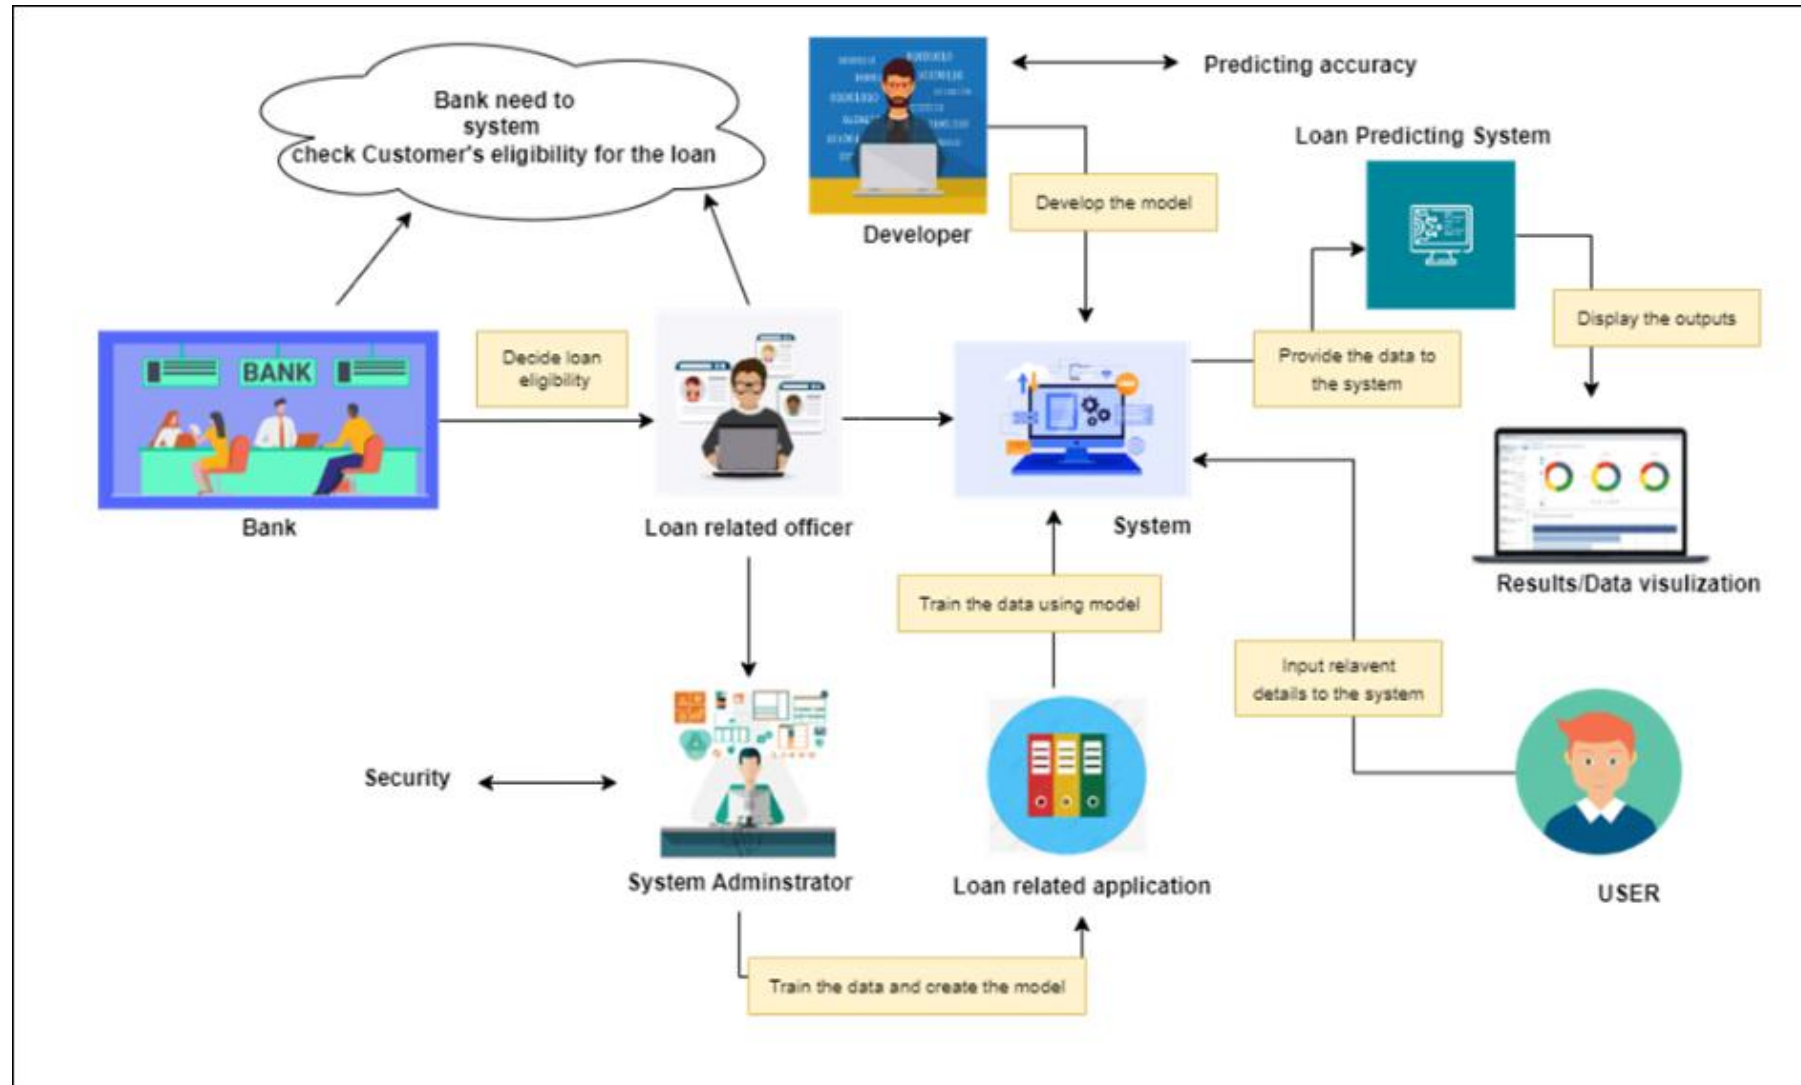 Bank need to
system
check Customer's eligibility for the loan
Predicting accuracy
Loan Predicting System
Develop the model
Developer
Display the outputs
Decide loan
eligibility
Provide the data to
the system
BANK
Bank
Loan related officer
System
Results/Data visulization
Train the data using model
Input relavent
details to the system
Security
System Adminstrator
Loan related application
USER
Train the data and create the model